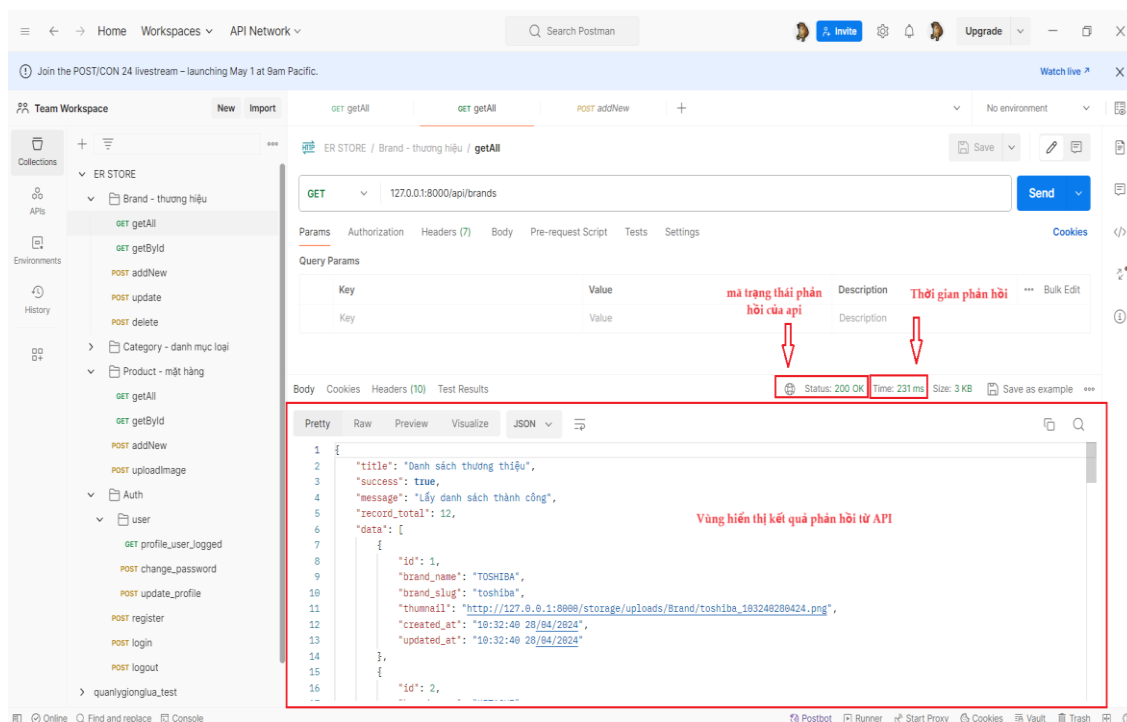 Home Workspaces API Network Search Postman Invite Upgrade
Join the POST/CON 24 livestream – launching May 1 at 9am Pacific. Watch live
Team Workspace New Import GET getAll GET getAll POST addNew No environment
Collections
APIs
Environments
History
ER STORE
Brand - thương hiệu
GET getAll
GET getById
POST addNew
POST update
POST delete
Category - danh mục loại
Product - mặt hàng
GET getAll
GET getById
POST addNew
POST uploadImage
Auth
user
GET profile_user_logged
POST change_password
POST update_profile
POST register
POST login
POST logout
quanlygionglua_test
HTTP ER STORE / Brand - thương hiệu / getAll Save
GET 127.0.0.1:8000/api/brands Send
Params Authorization Headers (7) Body Pre-request Script Tests Settings Cookies
Query Params
Key Value Description Bulk Edit
Key Value Description
mã trạng thái phản
hồi của api
Thời gian phản hồi
Body Cookies Headers (10) Test Results Status: 200 OK Time: 231 ms Size: 3 KB Save as example
Pretty Raw Preview Visualize JSON
1 {
2 "title": "Danh sách thương thiệu",
3 "success": true,
4 "message": "Lấy danh sách thành công",
5 "record_total": 12,
6 "data": [
7 {
8 "id": 1,
9 "brand_name": "TOSHIBA",
10 "brand_slug": "toshiba",
11 "thumnail": "http://127.0.0.1:8000/storage/uploads/Brand/toshiba_103240280424.png",
12 "created_at": "10:32:40 28/04/2024",
13 "updated_at": "10:32:40 28/04/2024"
14 },
15 {
16 "id": 2,
Vùng hiển thị kết quả phản hồi từ API
Online Find and replace Console Postbot Runner Start Proxy Cookies Vault Trash